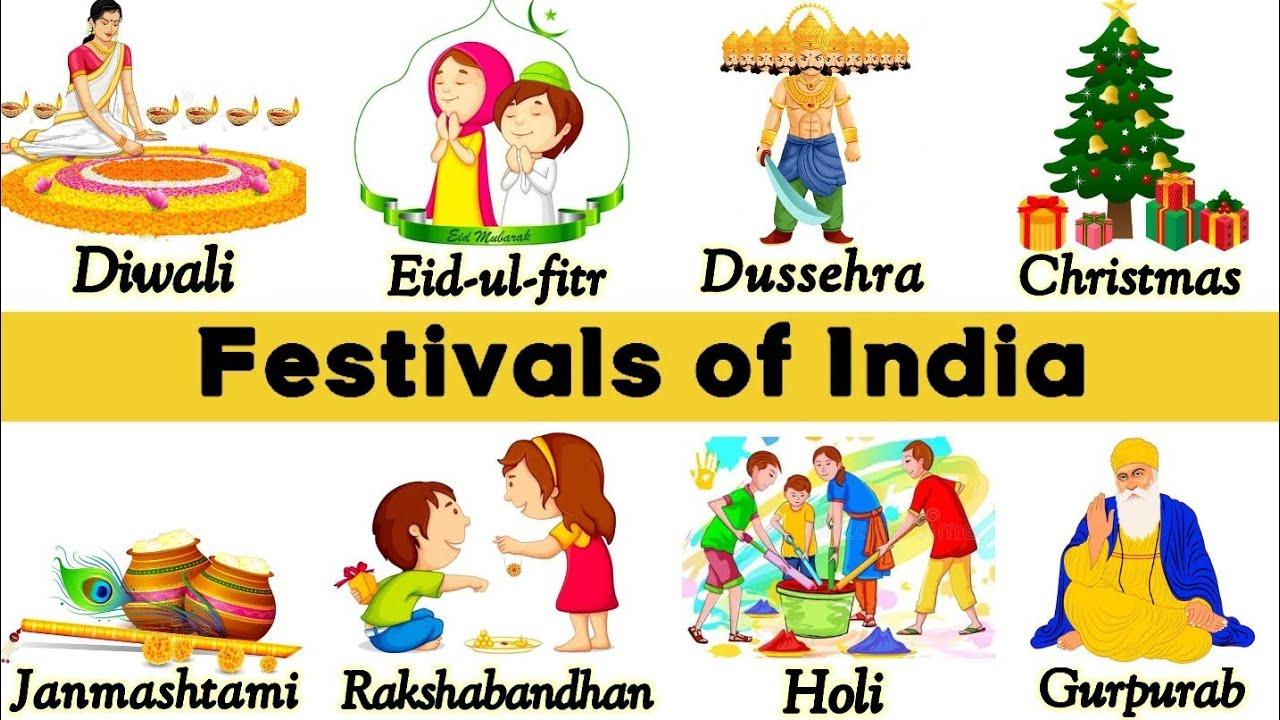 Eid Mubarak
Diwali
Eid-ul-fitr
Dussehra
Christmas
Festivals of India
Janmashtami
Rakshabandhan
Holi
Gurpurab